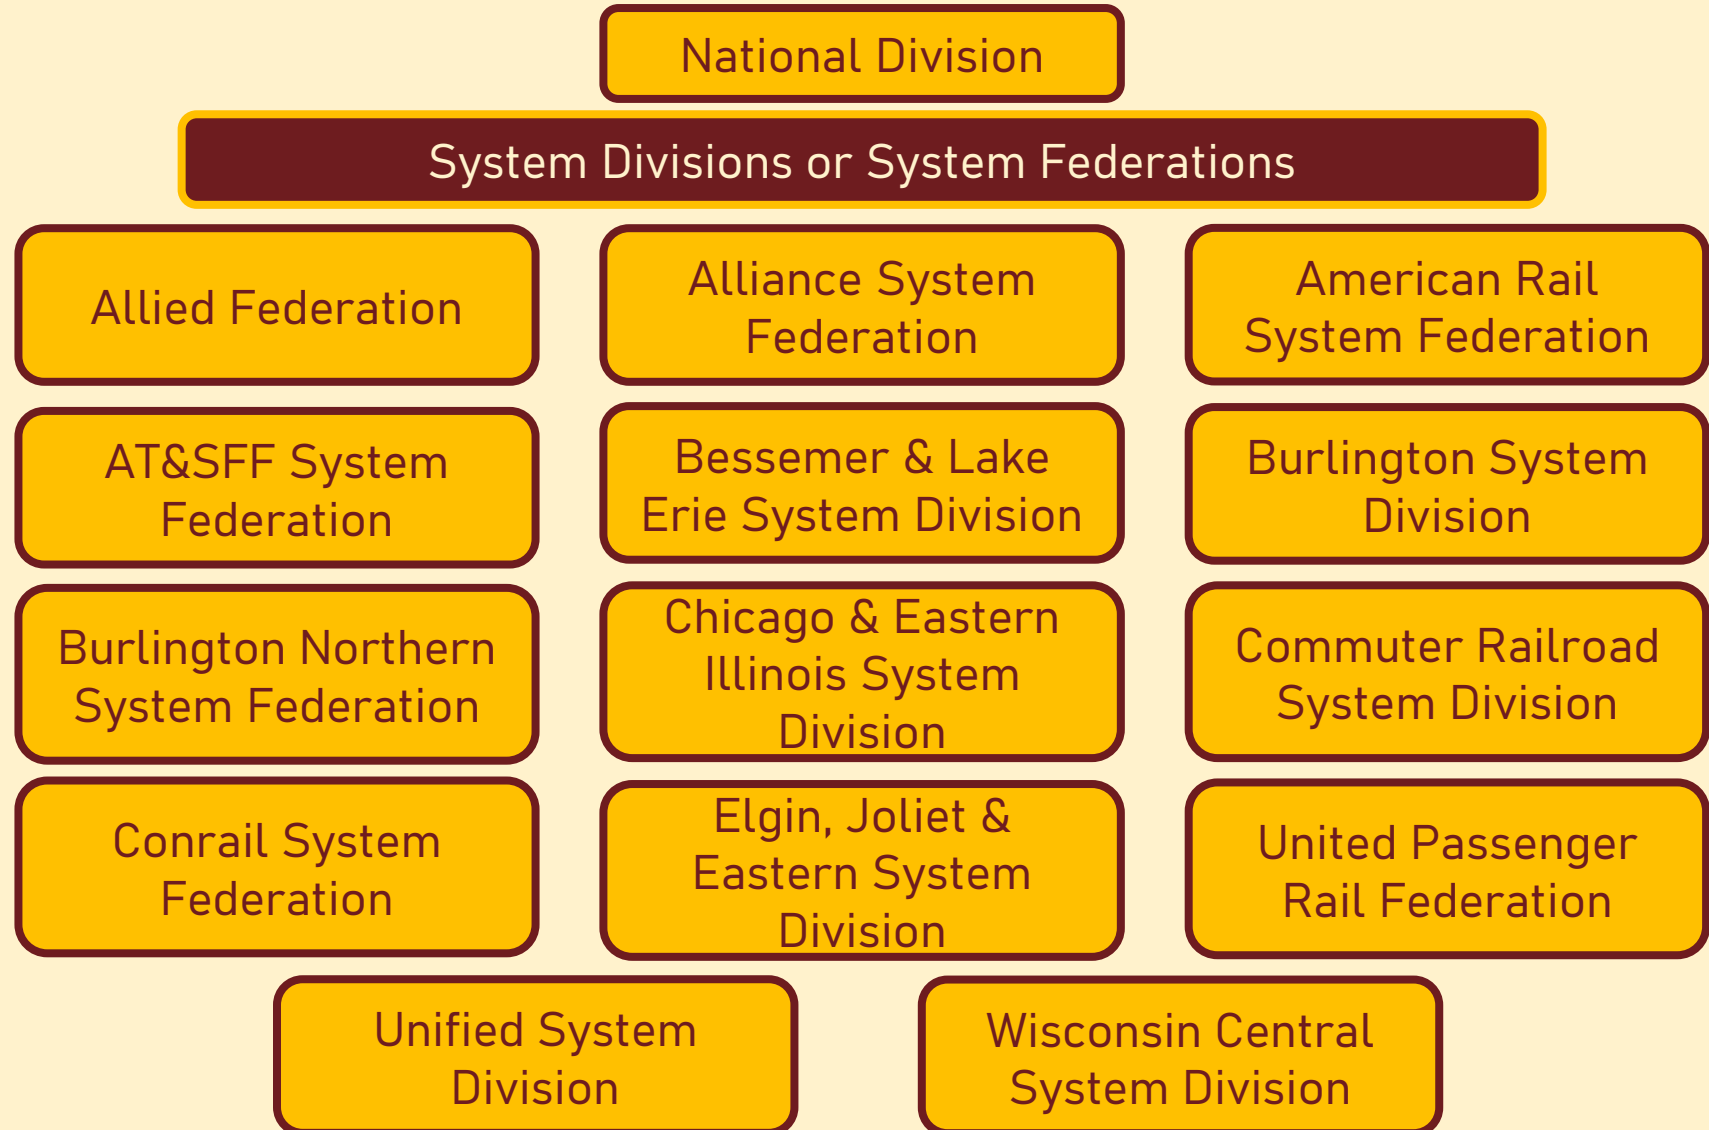 National Division
System Divisions or System Federations
Allied Federation
Alliance System
Federation
American Rail
System Federation
AT&SFF System
Federation
Bessemer & Lake
Erie System Division
Burlington System
Division
Burlington Northern
System Federation
Chicago & Eastern
Illinois System
Division
Commuter Railroad
System Division
Conrail System
Federation
Elgin, Joliet &
Eastern System
Division
United Passenger
Rail Federation
Unified System
Division
Wisconsin Central
System Division